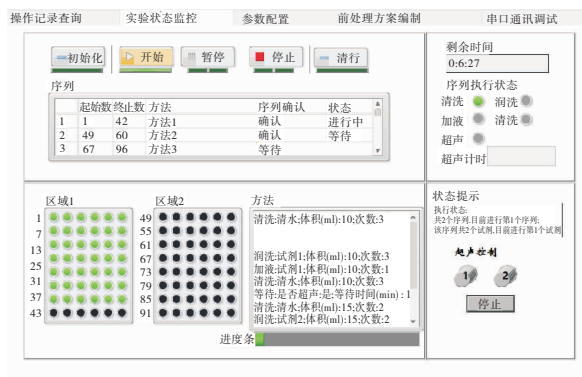 操作记录查询 实验状态监控 参数配置 前处理方案编制 串口通讯调试
初始化 开始 暂停 停止 清行
序列
起始数 终止数 方法 序列确认 状态
1 1 42 方法1 确认 进行中
2 49 60 方法2 确认 等待
3 67 96 方法3 等待
剩余时间
0:6:27
序列执行状态
清洗 润洗
加液 清洗
超声
超声计时
区域1
1
7
13
25
31
37
43
区域2
49
55
61
67
73
79
85
91
方法
清洗:清水;体积(ml):10;次数:3
润洗:试剂1;体积(ml):10;次数:3
加液:试剂1;体积(ml):10;次数:1
清洗:清水;体积(ml):10;次数:3
等待:是否超声:是;等待时间(min) : 1
清洗:清水;体积(ml):15;次数:2
润洗:试剂2;体积(ml):15;次数:2
进度条
状态提示
执行状态:
共2个序列,目前进行第1个序列;
该序列共2个试剂,目前进行第1个试剂
超声控制
1 2
停止